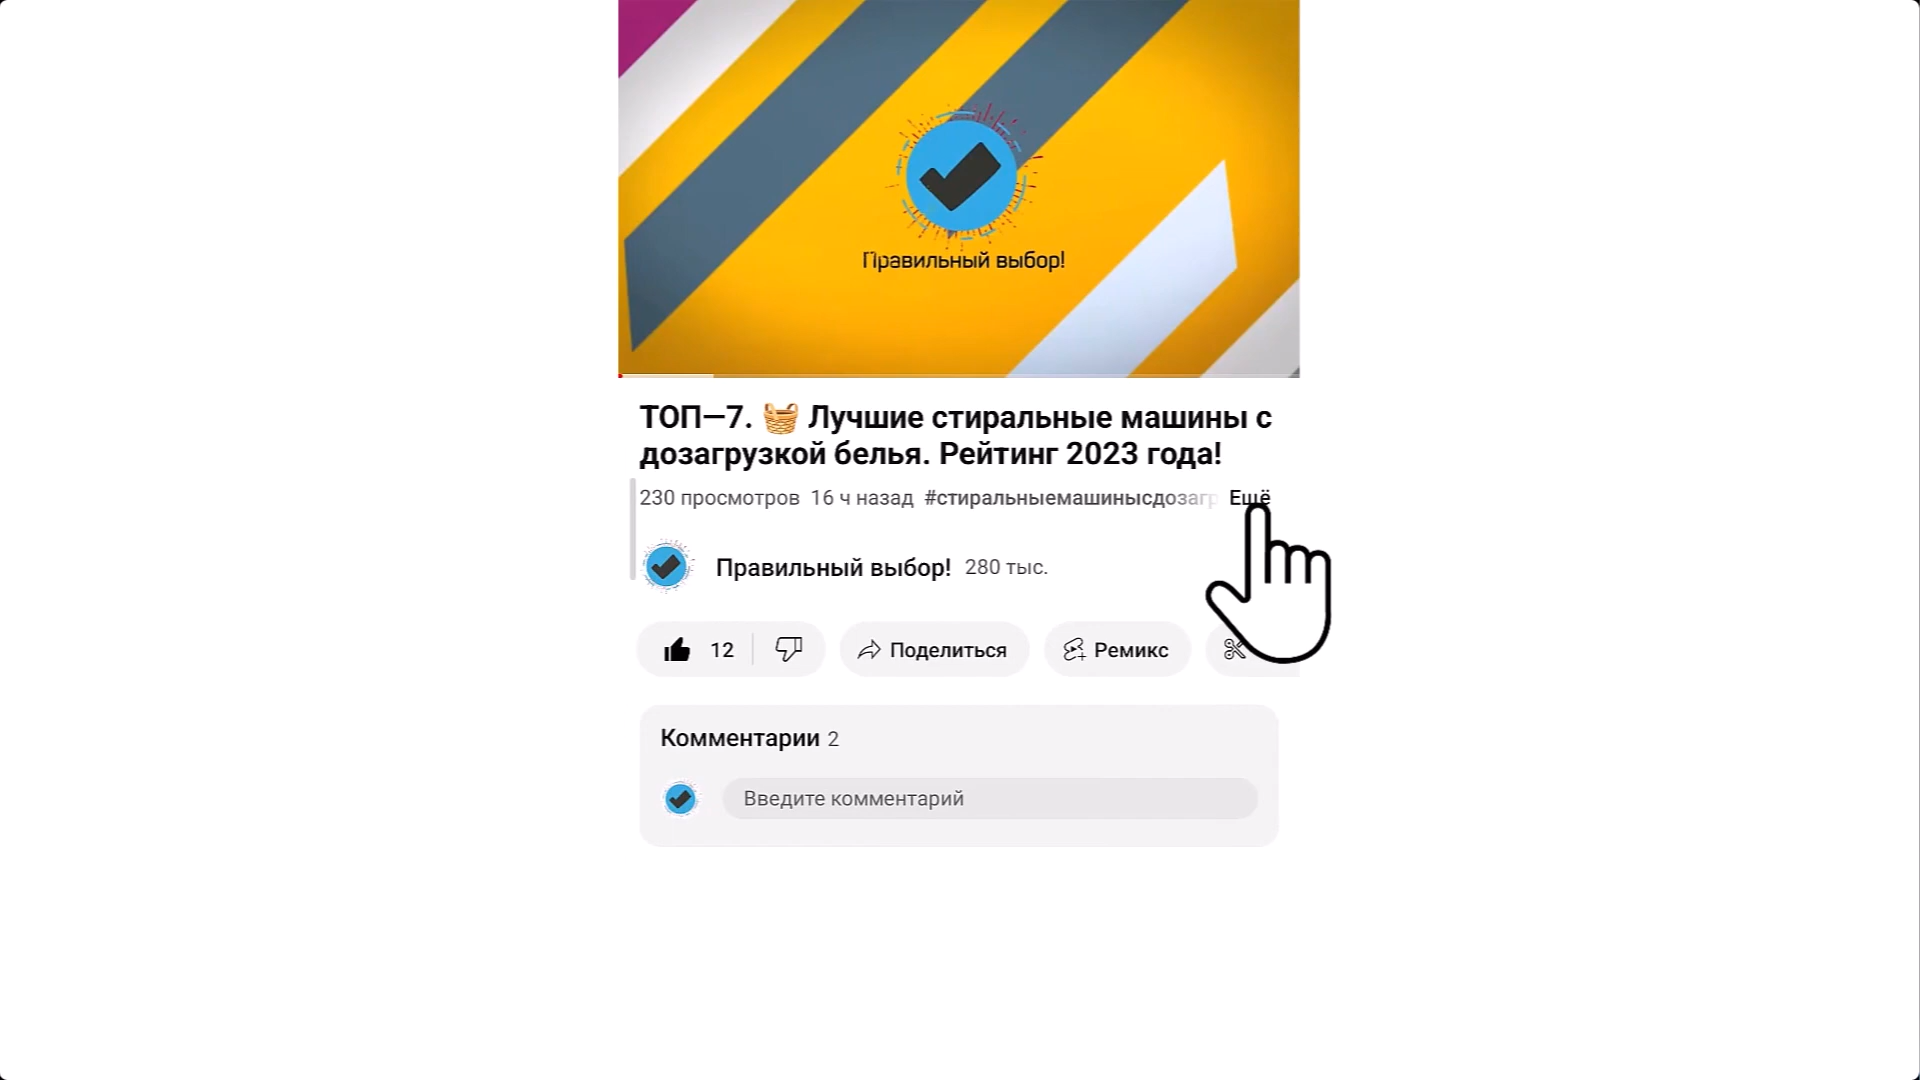 Правильный выбор!
ТОП—7. 🧺 Лучшие стиральные машины с
дозагрузкой белья. Рейтинг 2023 года!
230 просмотров 16 ч назад #стиральныемашинысдозагр Ещё
Правильный выбор! 280 тыс.
12 Поделиться Ремикс
Комментарии 2
Введите комментарий